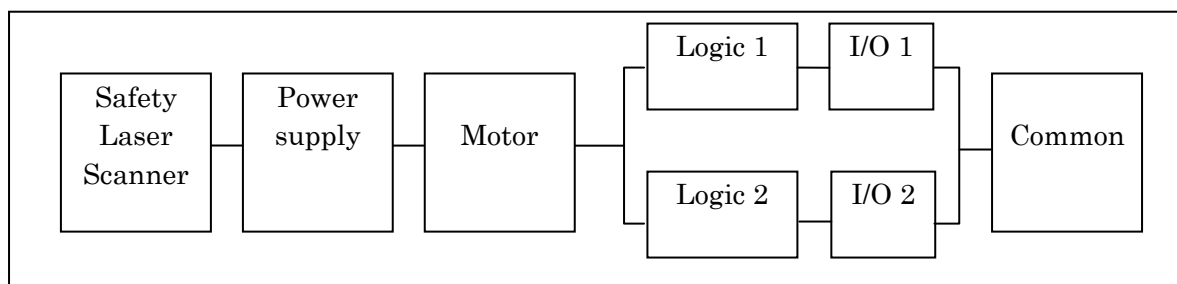 Safety
Laser
Scanner
Power
supply
Motor
Logic 1
I/O 1
Logic 2
I/O 2
Common